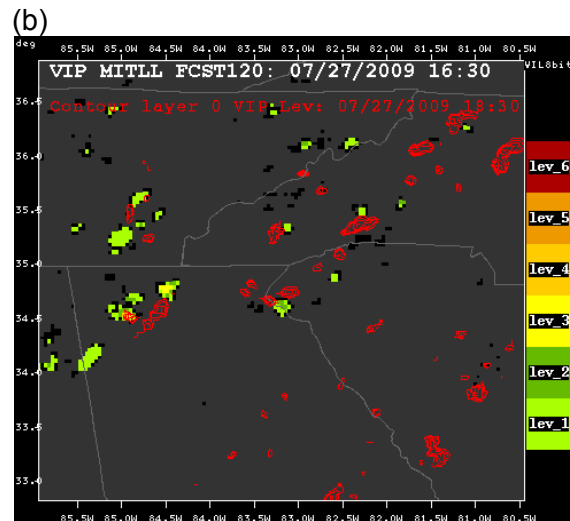 (b)
deg 85.5W 85.0W 84.5W 84.0W 83.5W 83.0W 82.5W 82.0W 81.5W 81.0W 80.5W
VIL8bit
VIP MITLL FCST120: 07/27/2009 16:30
36.5
Contour layer 0 VIP Lev: 07/27/2009 18:30
36.0
35.5
35.0
34.5
34.0
33.5
33.0
lev_6
lev_5
lev_4
lev_3
lev_2
lev_1
85.5W 85.0W 84.5W 84.0W 83.5W 83.0W 82.5W 82.0W 81.5W 81.0W 80.5W